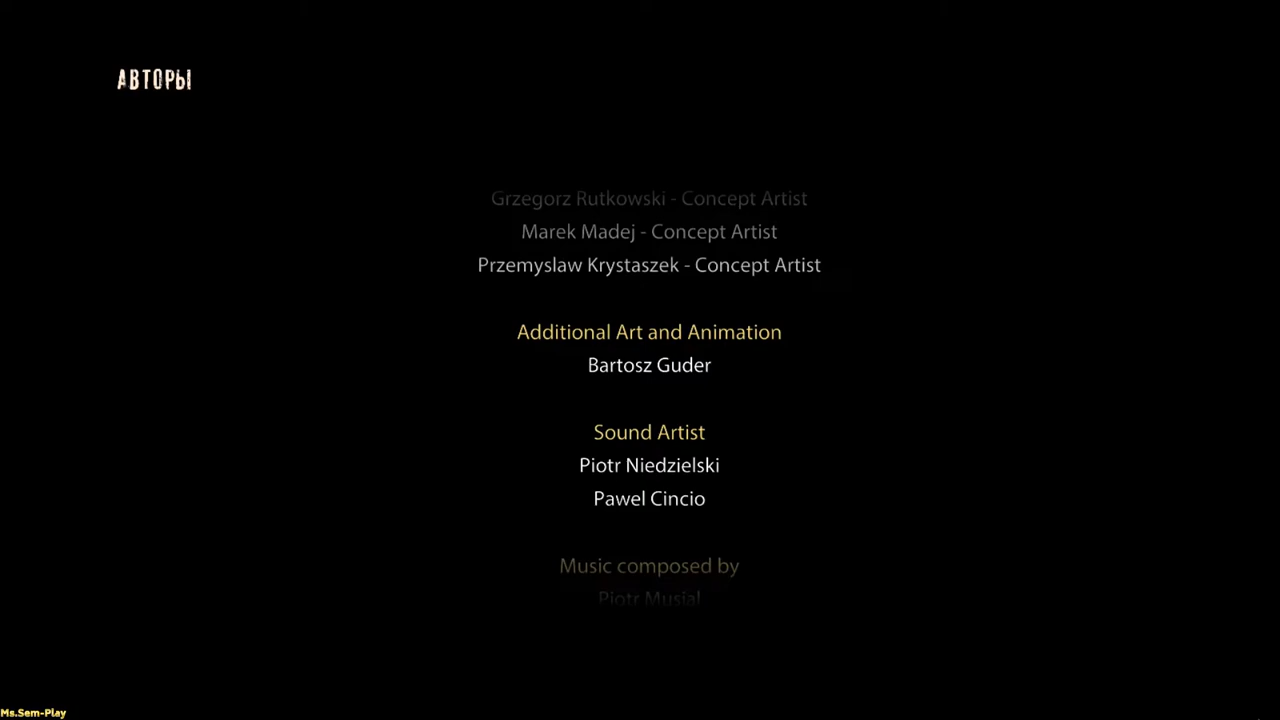 АВТОРЫ
Grzegorz Rutkowski - Concept Artist
Marek Madej - Concept Artist
Przemyslaw Krystaszek - Concept Artist
Additional Art and Animation
Bartosz Guder
Sound Artist
Piotr Niedzielski
Pawel Cincio
Music composed by
Piotr Musial
Ms.Sem-Play